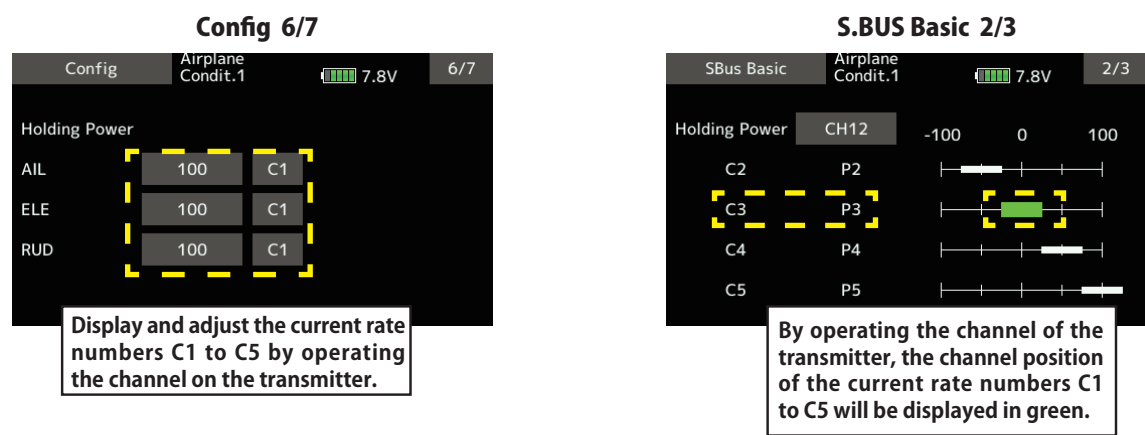 Config 6/7
Config
Airplane
Condit.1
7.8V
6/7
Holding Power
AIL 100 C1
ELE 100 C1
RUD 100 C1
Display and adjust the current rate
numbers C1 to C5 by operating
the channel on the transmitter.
S.BUS Basic 2/3
SBus Basic
Airplane
Condit.1
7.8V
2/3
Holding Power CH12 -100 0 100
C2 P2
C3 P3
C4 P4
C5 P5
By operating the channel of the
transmitter, the channel position
of the current rate numbers C1
to C5 will be displayed in green.